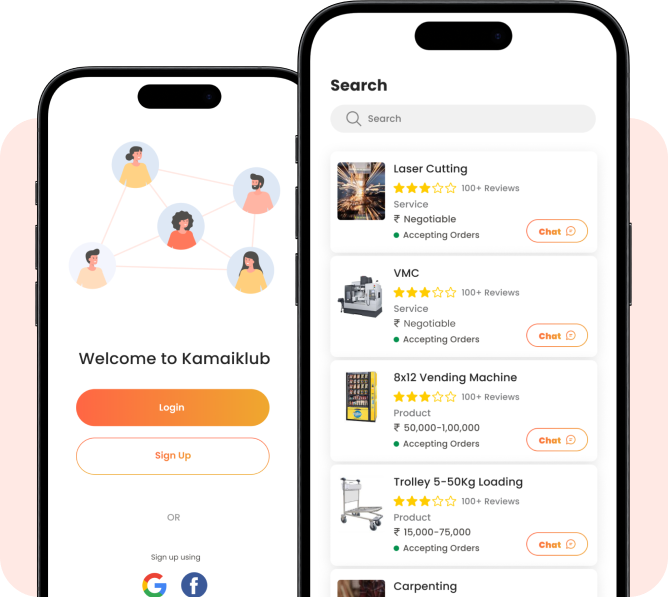 Welcome to Kamaiklub
Login
Sign Up
OR
Sign up using
Search
Search
Laser Cutting
100+ Reviews
Service
₹ Negotiable
Accepting Orders
Chat
VMC
100+ Reviews
Service
₹ Negotiable
Accepting Orders
Chat
8x12 Vending Machine
100+ Reviews
Product
₹ 50,000-1,00,000
Accepting Orders
Chat
Trolley 5-50Kg Loading
100+ Reviews
Product
₹ 15,000-75,000
Accepting Orders
Chat
Carpenting